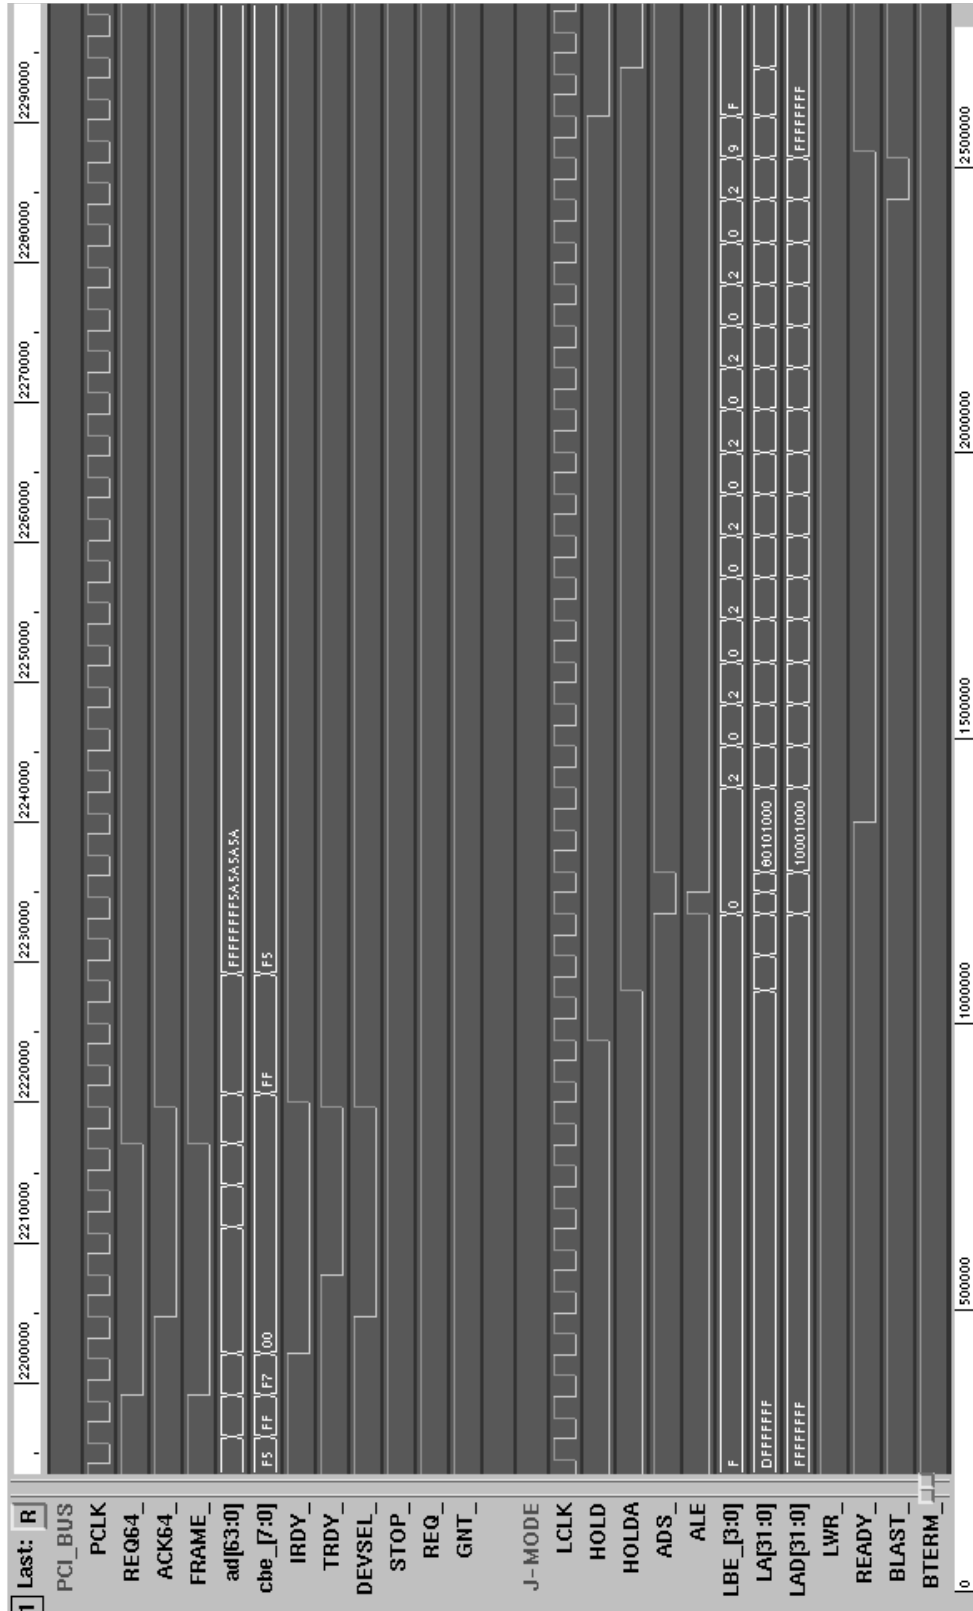 1 Last: R
2200000 2210000 2220000 2230000 2240000 2250000 2260000 2270000 2280000 2290000
PCI_BUS
PCLK
REQ64_
ACK64_
FRAME_
ad[63:0] FFFFFFFF5A5A5A5A
cbe_[7:0] F5 FF F7 00 FF F5
IRDY_
TRDY_
DEVSEL_
STOP_
REQ_
GNT_
J-MODE
LCLK
HOLD
HOLDA
ADS_
ALE
LBE_[3:0] F 0 2 0 2 0 2 0 2 0 2 0 2 0 2 0 2 9 F
LA[31:0] DFFFFFFF 60101000
LAD[31:0] FFFFFFFF 10001000 FFFFFFFF
LWR_
READY_
BLAST_
BTERM_
0 500000 1000000 1500000 2000000 2500000